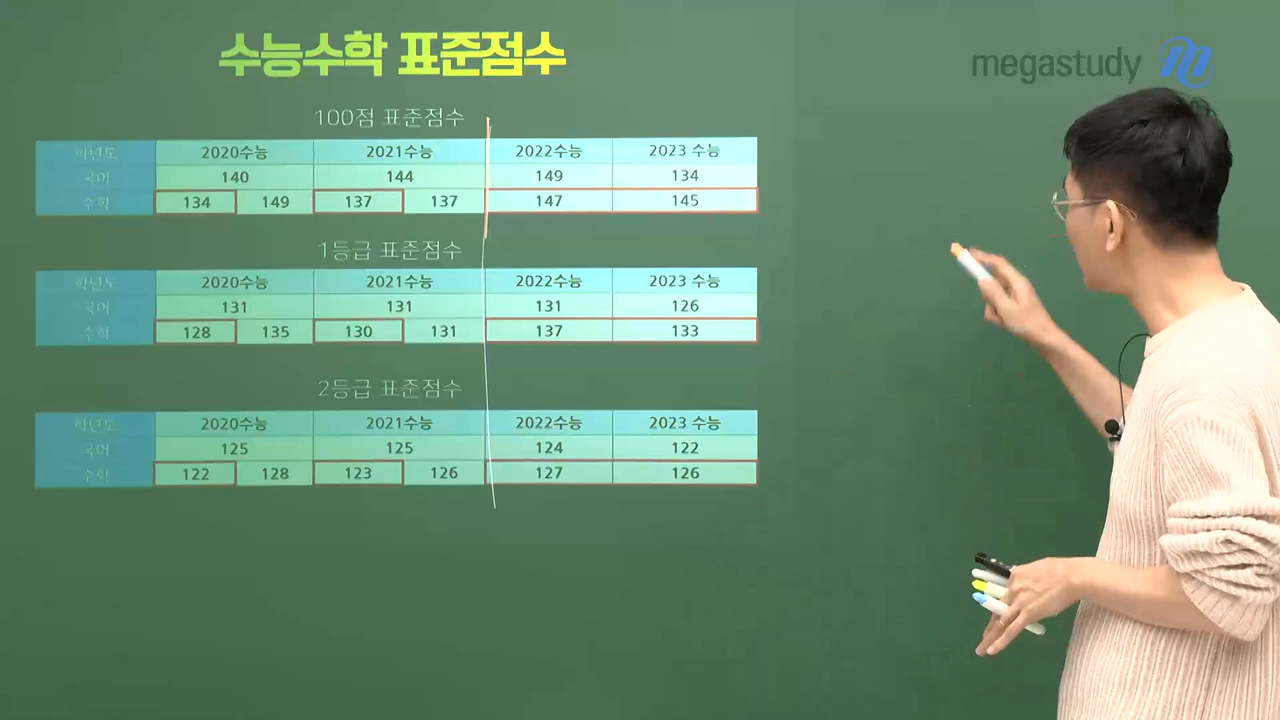 수능수학 표준점수
megastudy
100점 표준점수
학년도 2020수능 2021수능 2022수능 2023 수능
국어 140 144 149 134
수학 134 149 137 137 147 145
1등급 표준점수
학년도 2020수능 2021수능 2022수능 2023 수능
국어 131 131 131 126
수학 128 135 130 131 137 133
2등급 표준점수
학년도 2020수능 2021수능 2022수능 2023 수능
국어 125 125 124 122
수학 122 128 123 126 127 126